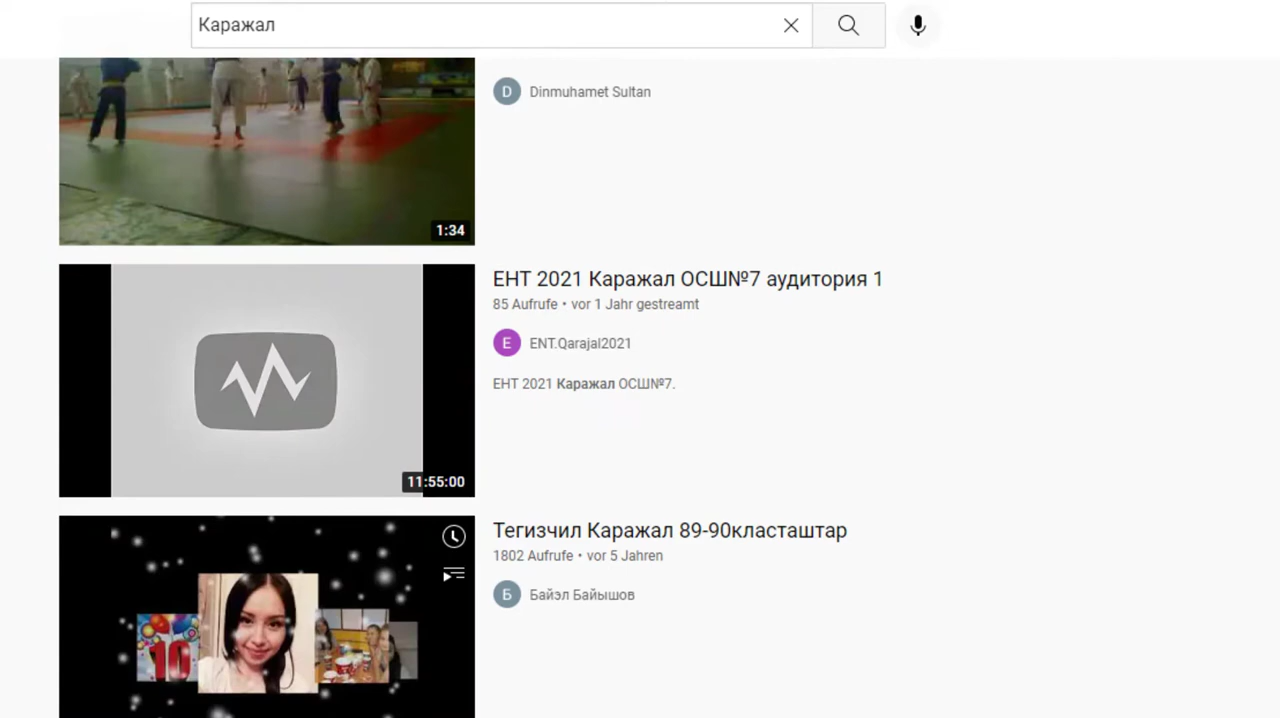 Каражал
D Dinmuhamet Sultan
1:34
ЕНТ 2021 Каражал ОСШ№7 аудитория 1
85 Aufrufe • vor 1 Jahr gestreamt
E ENT.Qarajal2021
ЕНТ 2021 Каражал ОСШ№7.
11:55:00
Тегизчил Каражал 89-90класташтар
1802 Aufrufe • vor 5 Jahren
Б Байэл Байышов
10